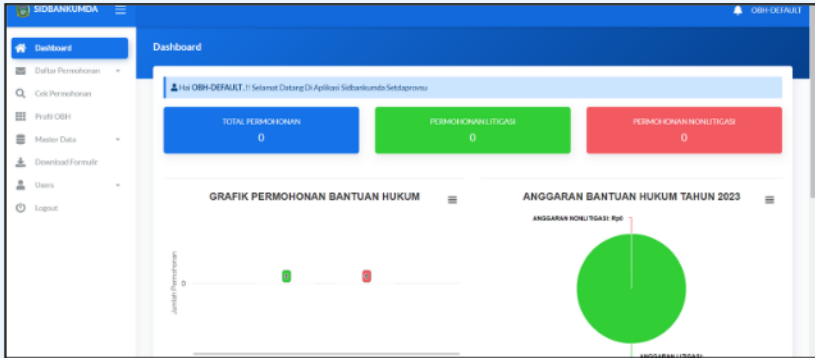 SIDBANKUMDA
OBH-DEFAULT
Dashboard
Daftar Permohonan
Cek Permohonan
Profil OBH
Master Data
Download Formulir
Users
Logout
Dashboard
Hai OBH-DEFAULT..!! Selamat Datang Di Aplikasi Sidbankumda Setdaprovsu
TOTAL PERMOHONAN
0
PERMOHONAN LITIGASI
0
PERMOHONAN NONLITIGASI
0
GRAFIK PERMOHONAN BANTUAN HUKUM
Jumlah Permohonan
0
0
0
ANGGARAN BANTUAN HUKUM TAHUN 2023
ANGGARAN NONLITIGASI: Rp0
ANGGARAN LITIGASI: